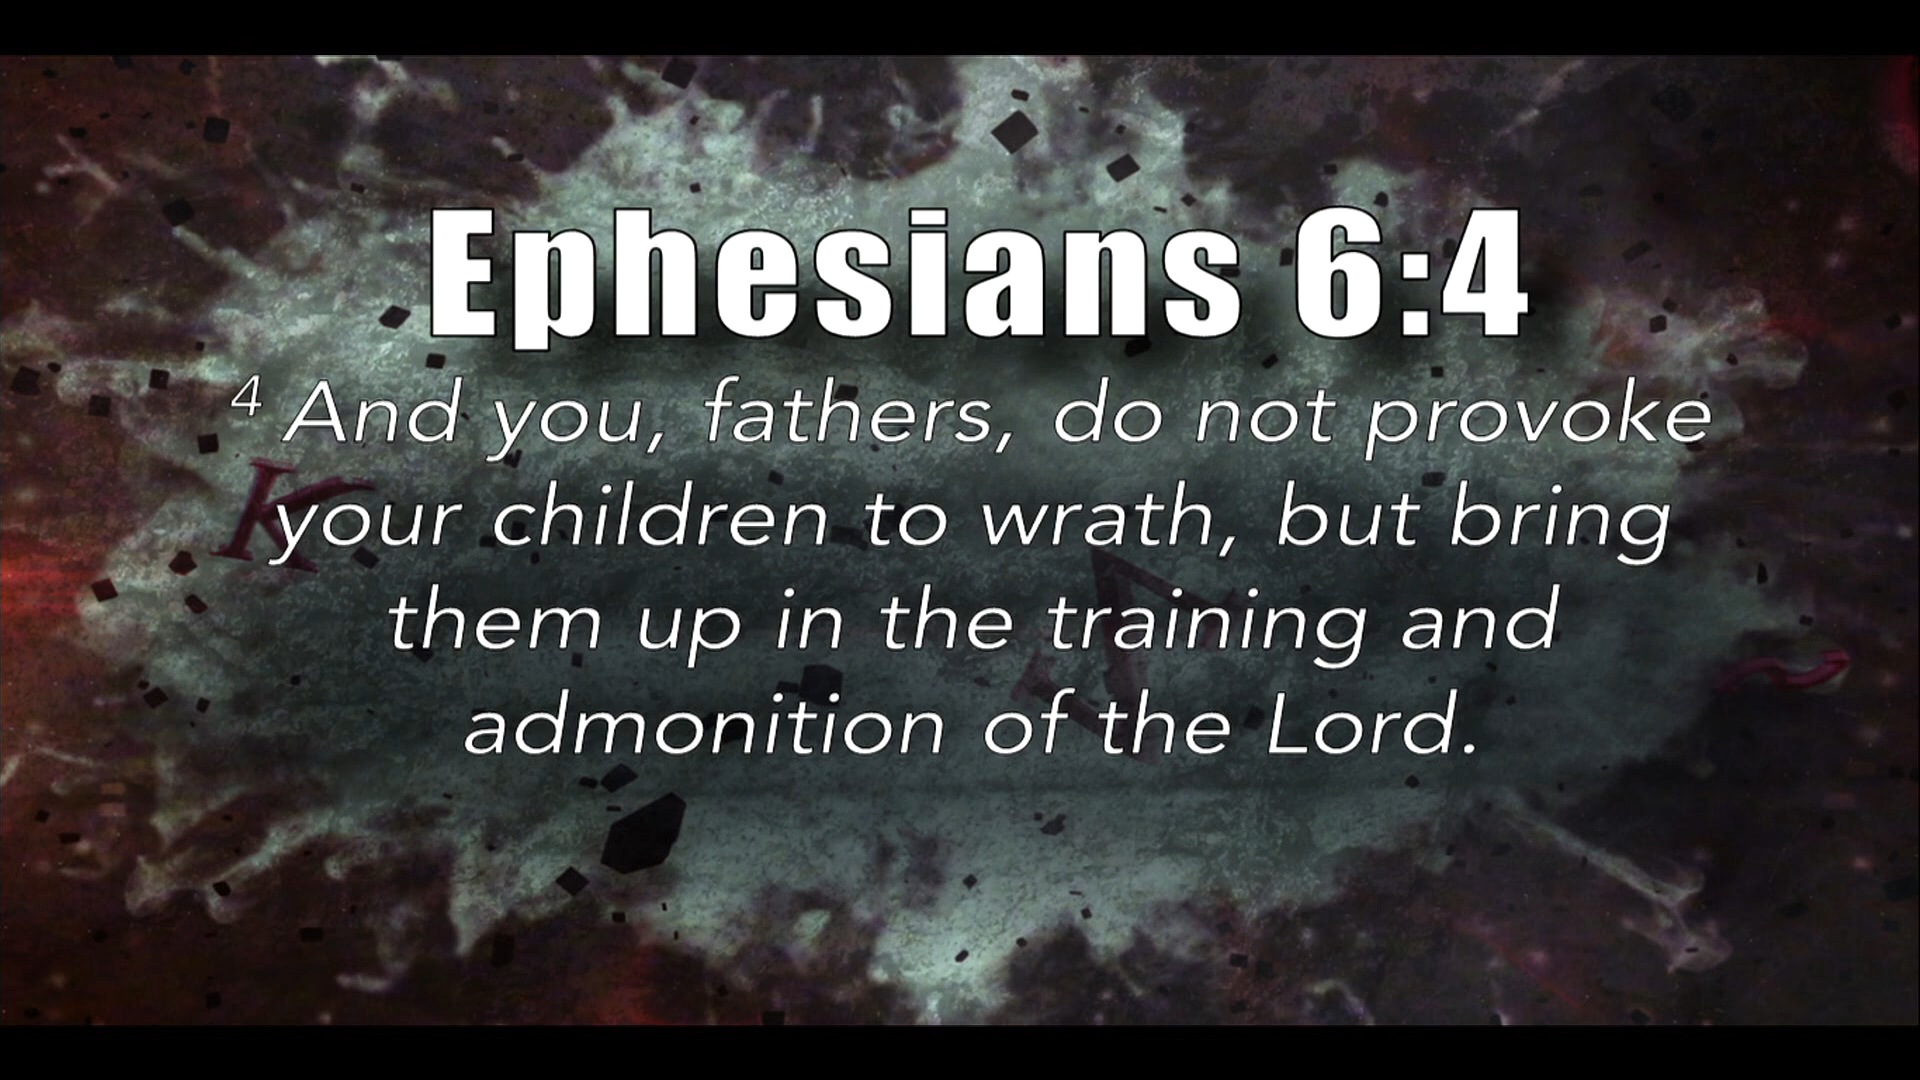 Ephesians 6:4
4 And you, fathers, do not provoke
your children to wrath, but bring
them up in the training and
admonition of the Lord.
K